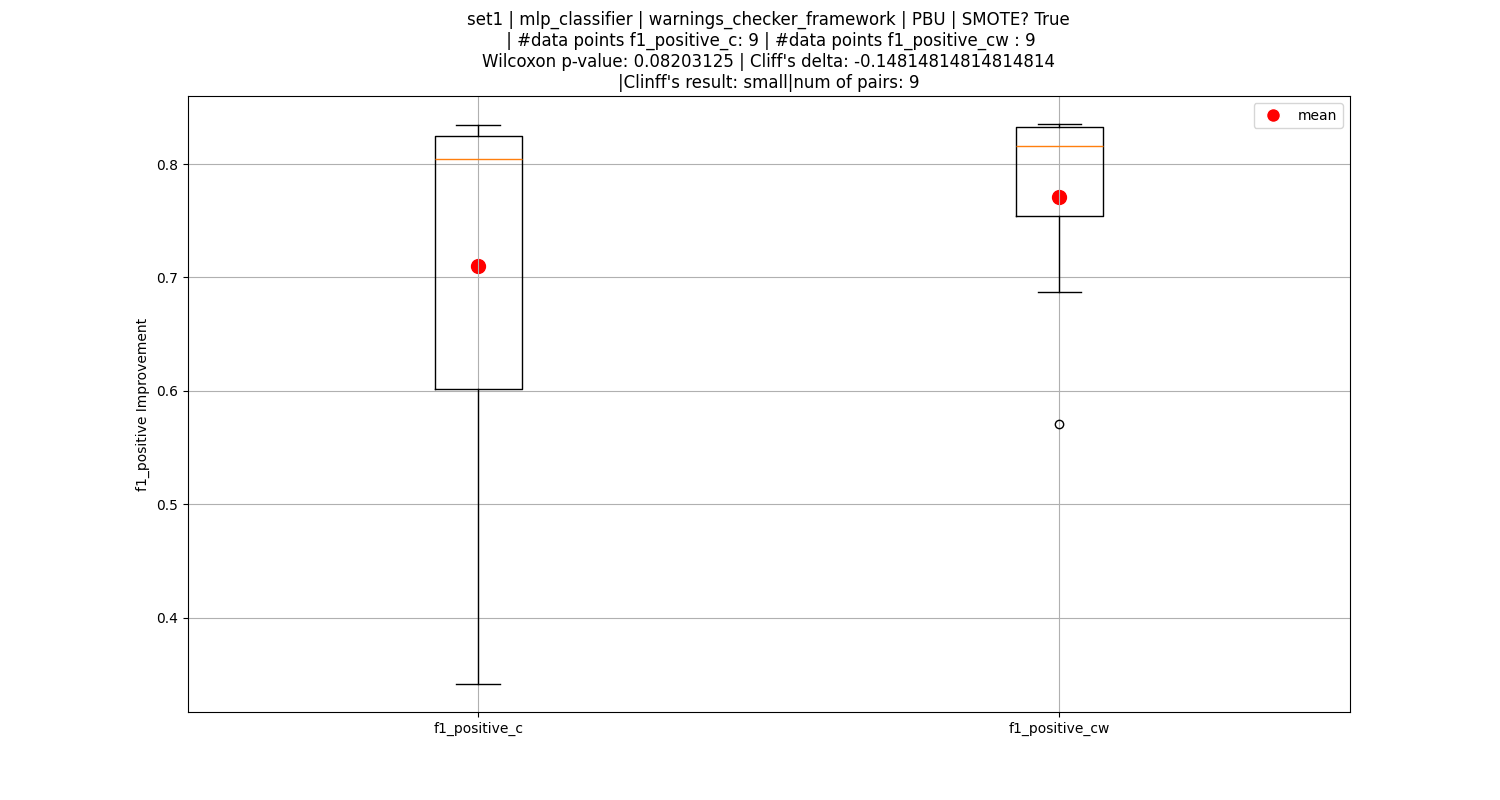 set1 | mlp_classifier | warnings_checker_framework | PBU | SMOTE? True
| #data points f1_positive_c: 9 | #data points f1_positive_cw : 9
Wilcoxon p-value: 0.08203125 | Cliff's delta: -0.14814814814814814
|Clinff's result: small|num of pairs: 9
mean
f1_positive Improvement
0.8
0.7
0.6
0.5
0.4
f1_positive_c
f1_positive_cw